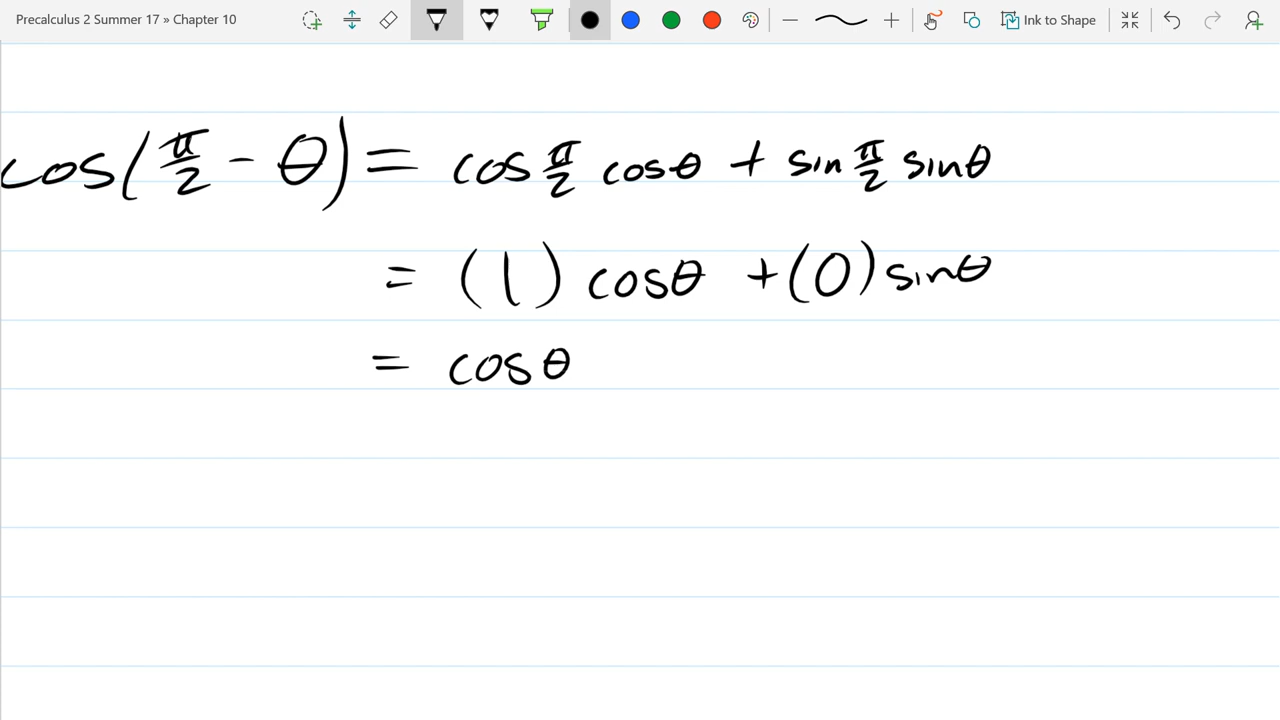 Precalculus 2 Summer 17 » Chapter 10 Ink to Shape
cos(π/2 - θ) = cos π/2 cosθ + sin π/2 sinθ
= (1) cosθ + (0) sinθ
= cosθ